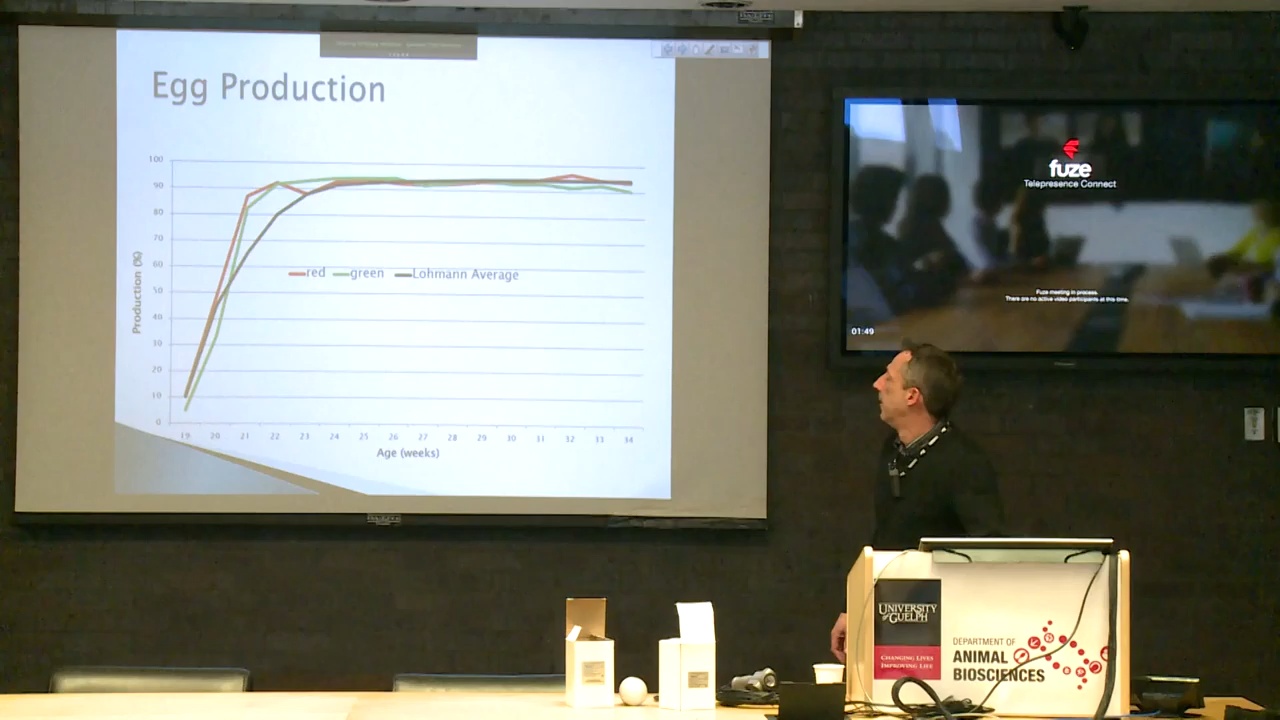 Egg Production
100
90
80
70
60
50
40
30
20
10
0
Production (%)
red green Lohmann Average
19 20 21 22 23 24 25 26 27 28 29 30 31 32 33 34
Age (weeks)
fuze
Telepresence Connect
Fuze meeting in process.
There are no active video participants at this time.
01:49
UNIVERSITY
of GUELPH
CHANGING LIVES
IMPROVING LIFE
DEPARTMENT OF
ANIMAL
BIOSCIENCES